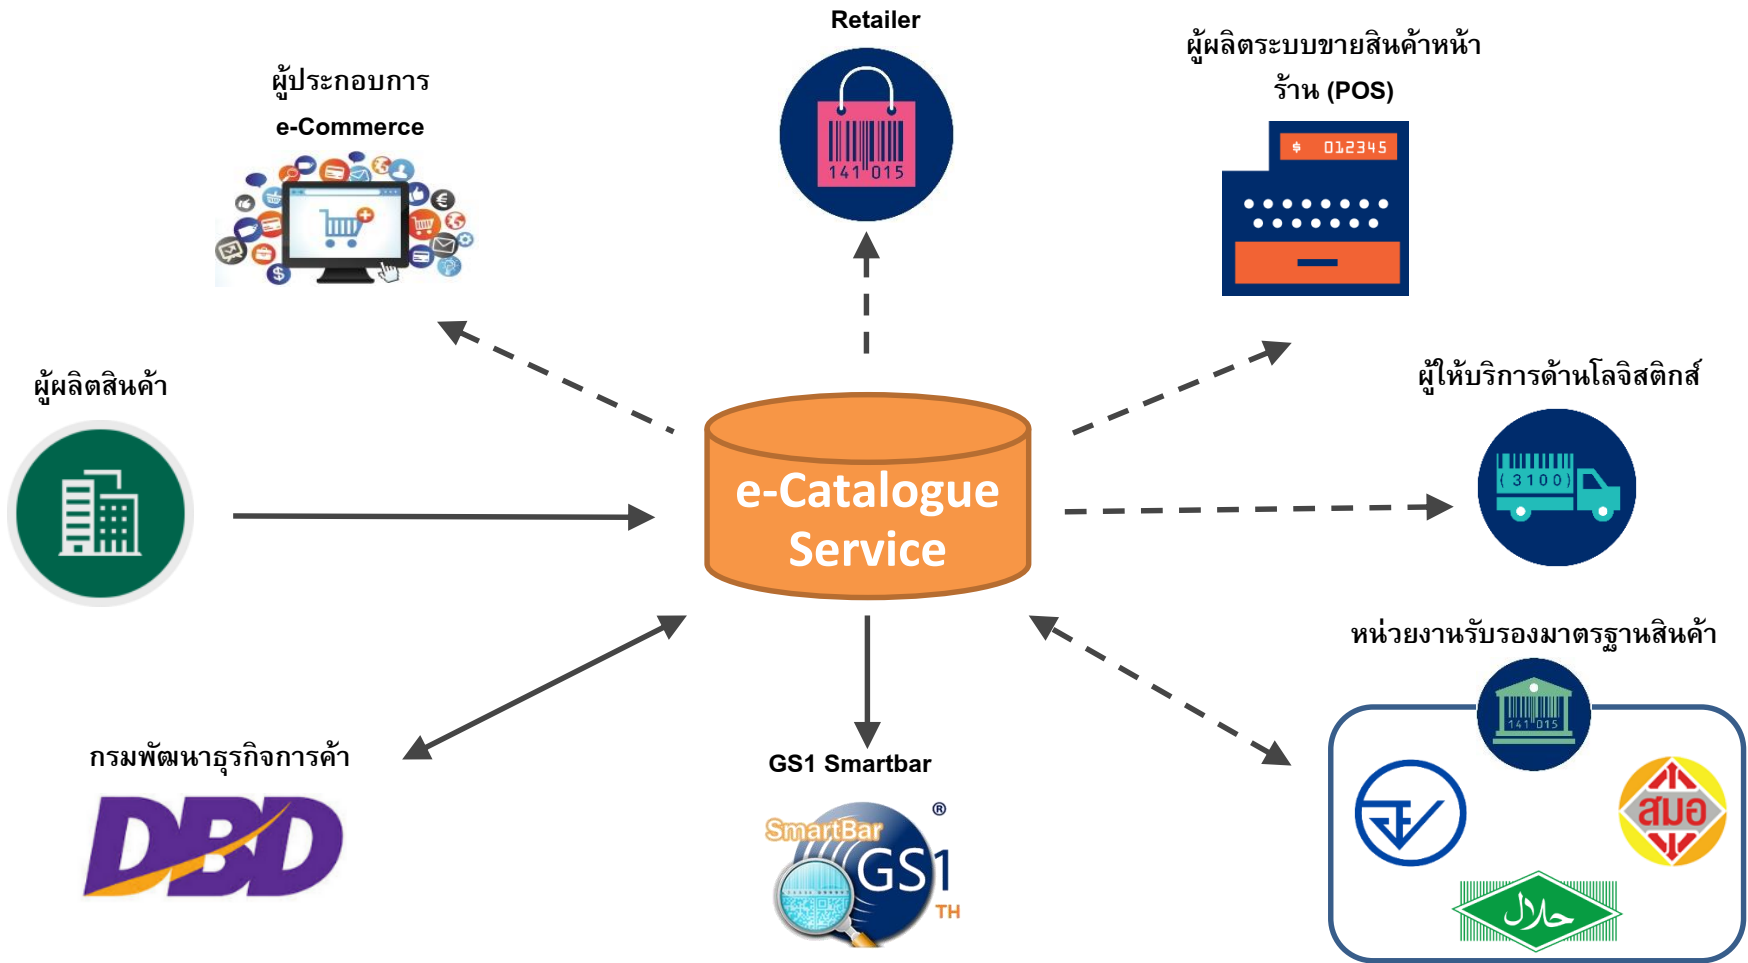 Retailer
141 015
ผู้ประกอบการ
e-Commerce
ผู้ผลิตระบบขายสินค้าหน้า
ร้าน (POS)
$ 012345
ผู้ผลิตสินค้า
ผู้ให้บริการด้านโลจิสติกส์
(3100)
e-Catalogue
Service
หน่วยงานรับรองมาตรฐานสินค้า
141 015
สมอ
حلال
กรมพัฒนาธุรกิจการค้า
DBD
GS1 Smartbar
SmartBar
®
GS1
TH